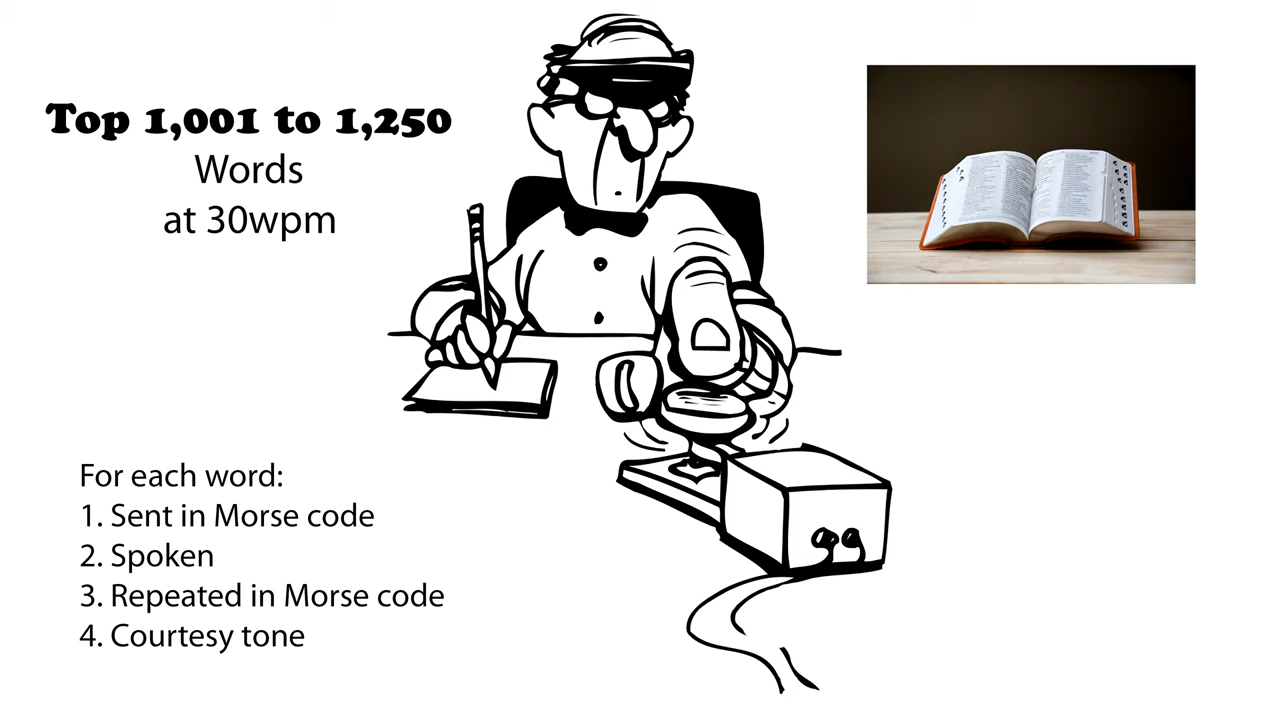 Top 1,001 to 1,250
Words
at 30wpm
For each word:
1. Sent in Morse code
2. Spoken
3. Repeated in Morse code
4. Courtesy tone